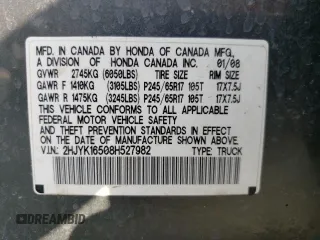 MFD. IN CANADA BY HONDA OF CANADA MFG.,
A DIVISION OF HONDA CANADA INC. 01/08
GVWR 2745KG (6050LBS) TIRE SIZE RIM SIZE
GAWR F 1410KG (3105LBS) P245/65R17 105T 17X7.5J
GAWR R 1475KG (3245LBS) P245/65R17 105T 17X7.5J
THIS VEHICLE CONFORMS TO ALL APPLICABLE
FEDERAL MOTOR VEHICLE SAFETY STANDARDS IN EFFECT
ON THE DATE OF MANUFACTURE SHOWN ABOVE.
V.I.N.: 2HJYK16508H527982 TYPE: TRUCK
DREAMBID